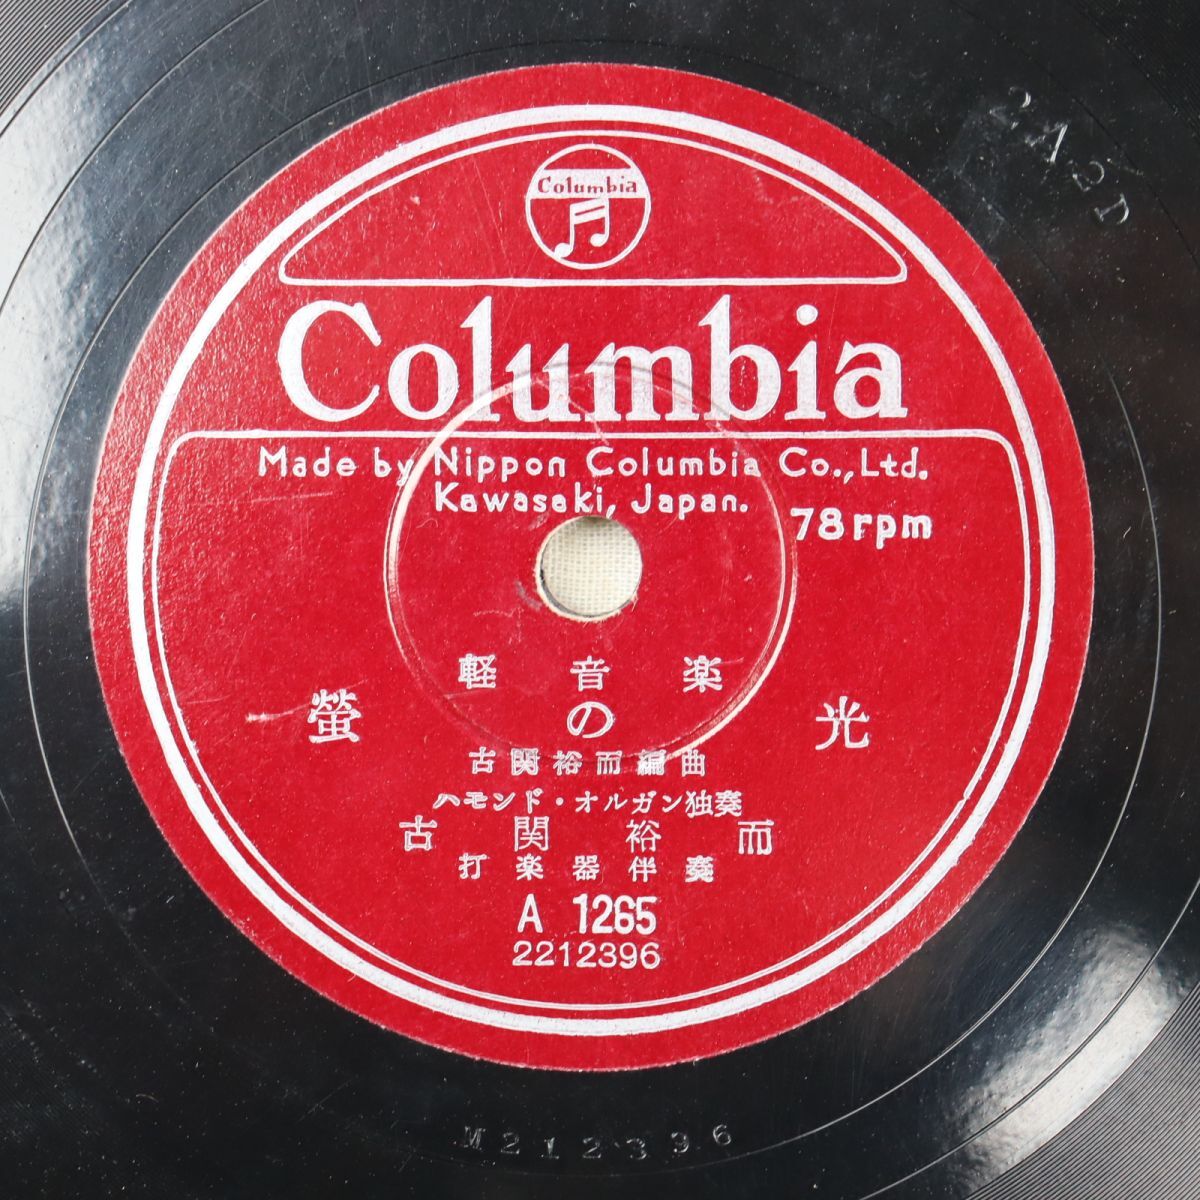 2A2D
Columbia
Columbia
Made by Nippon Columbia Co.,Ltd.
Kawasaki, Japan.
78rpm
軽音楽
螢の光
古関裕而編曲
ハモンド・オルガン独奏
古関裕而
打楽器伴奏
A 1265
2212396
M212396